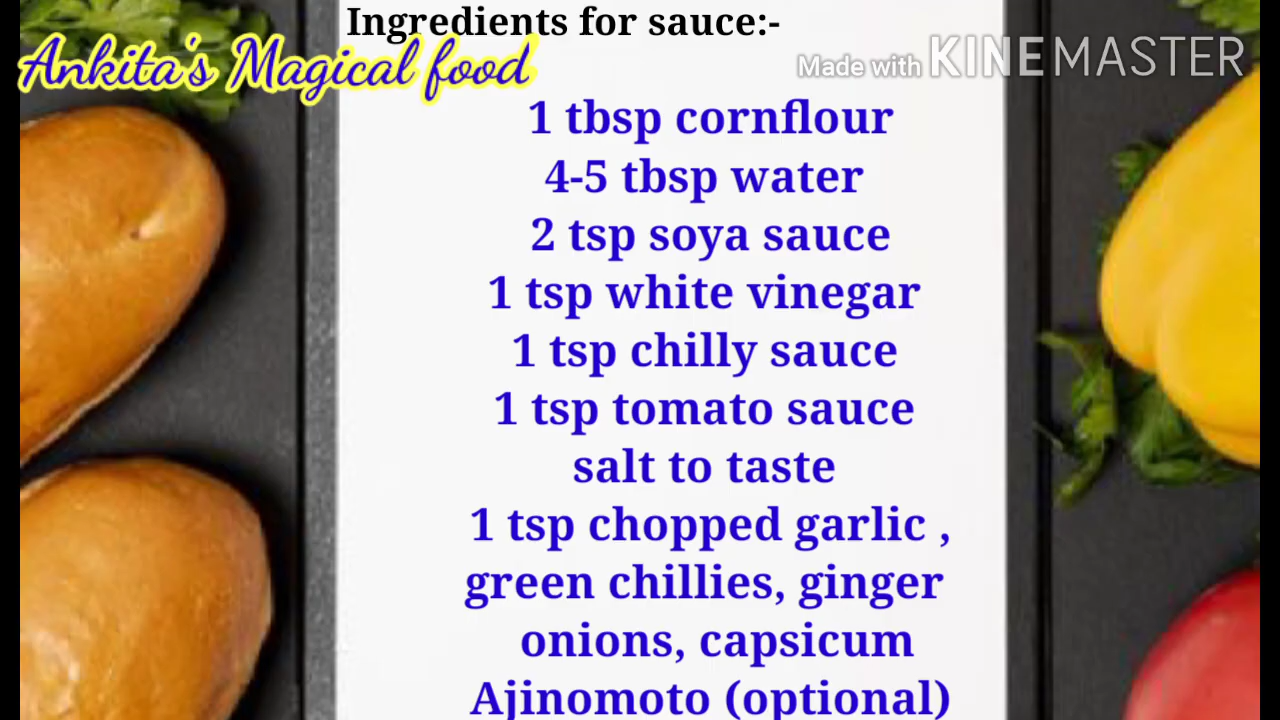 Ingredients for sauce:-
Ankita's Magical food
Made with KINEMASTER
1 tbsp cornflour
4-5 tbsp water
2 tsp soya sauce
1 tsp white vinegar
1 tsp chilly sauce
1 tsp tomato sauce
salt to taste
1 tsp chopped garlic ,
green chillies, ginger
onions, capsicum
Ajinomoto (optional)